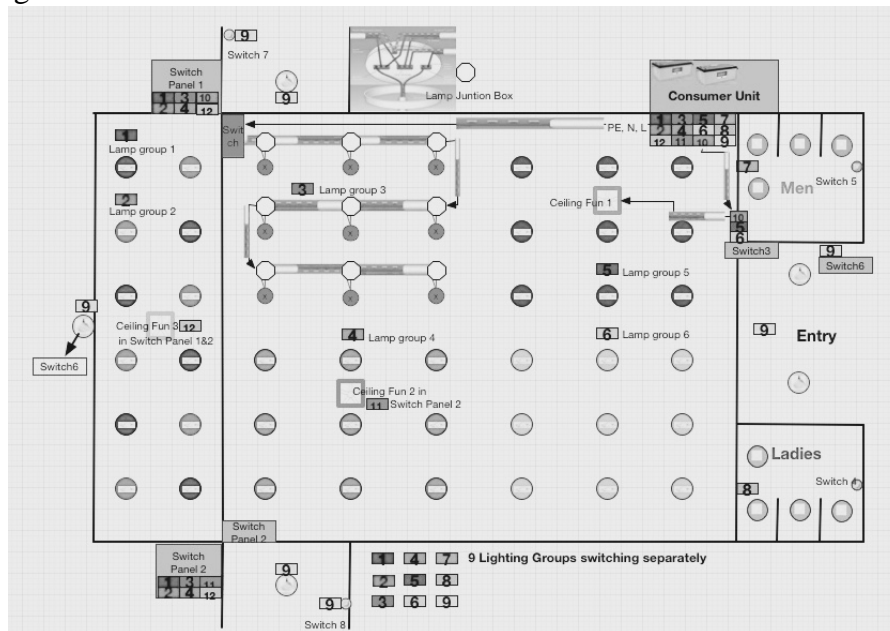 9
Switch 7
Switch
Panel 1
1 3 10
2 4 12
9
Lamp Juntion Box
Consumer Unit
1 3 5 7
2 4 6 8
12 11 10 9
Swit
ch
PE, N, L
1
Lamp group 1
2
Lamp group 2
3 Lamp group 3
Ceiling Fun 1
7
Men
Switch 5
10
5
6
Switch3
9
Switch6
5 Lamp group 5
9
Switch6
Ceiling Fun 3 12
in Switch Panel 1&2
4 Lamp group 4
6 Lamp group 6
9
Entry
Ceiling Fun 2 in
11 Switch Panel 2
Ladies
Switch 4
8
Switch
Panel 2
Switch
Panel 2
1 3 11
2 4 12
9
9
Switch 8
1 4 7 9 Lighting Groups switching separately
2 5 8
3 6 9